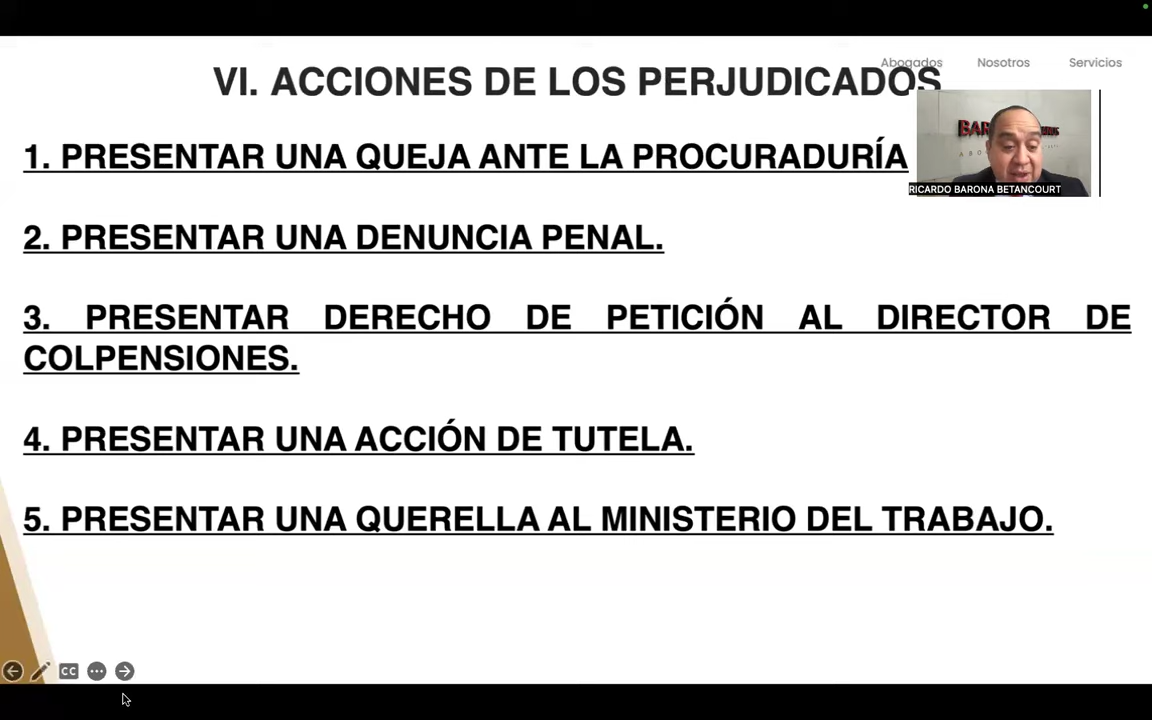 Abogados Nosotros Servicios
VI. ACCIONES DE LOS PERJUDICADOS
1. PRESENTAR UNA QUEJA ANTE LA PROCURADURÍA
RICARDO BARONA BETANCOURT
2. PRESENTAR UNA DENUNCIA PENAL.
3. PRESENTAR DERECHO DE PETICIÓN AL DIRECTOR DE
COLPENSIONES.
4. PRESENTAR UNA ACCIÓN DE TUTELA.
5. PRESENTAR UNA QUERELLA AL MINISTERIO DEL TRABAJO.
CC